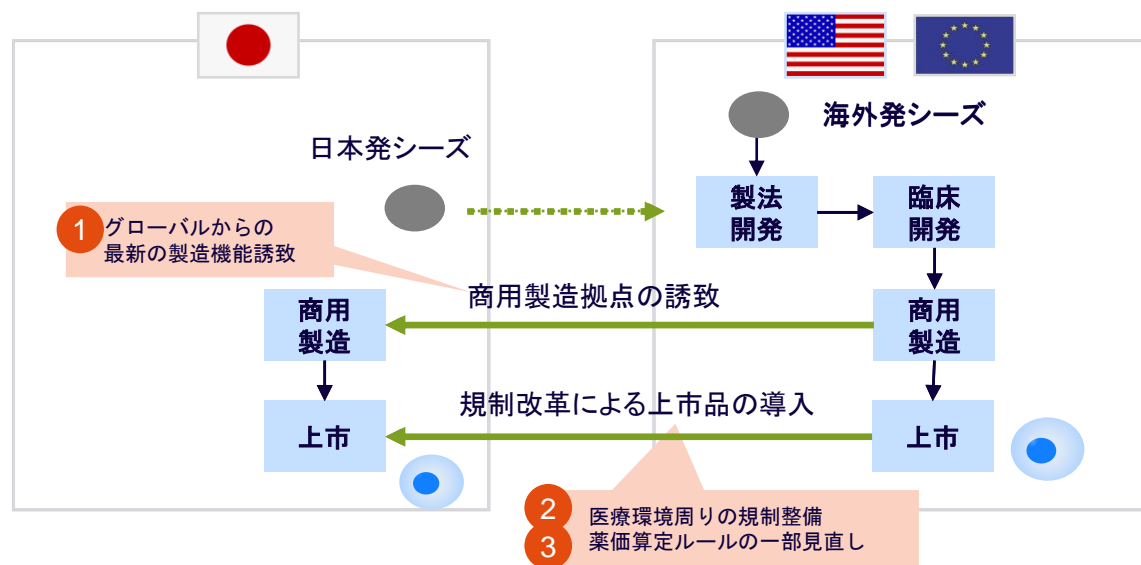 海外発シーズ
日本発シーズ
製法
開発
臨床
開発
1
グローバルからの
最新の製造機能誘致
商用製造拠点の誘致
商用
製造
商用
製造
規制改革による上市品の導入
上市
上市
2
医療環境周りの規制整備
3
薬価算定ルールの一部見直し